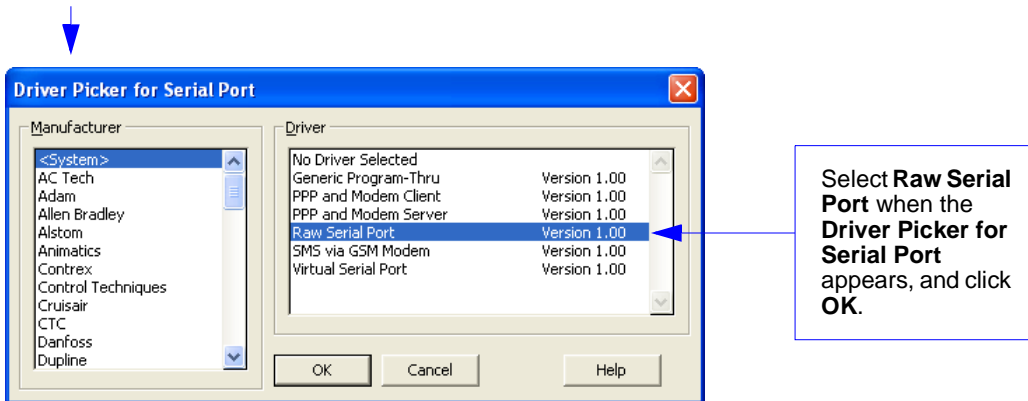 Driver Picker for Serial Port
Manufacturer
<System>
AC Tech
Adam
Allen Bradley
Alstom
Animatics
Contrex
Control Techniques
Cruisair
CTC
Danfoss
Dupline
Driver
No Driver Selected
Generic Program-Thru Version 1.00
PPP and Modem Client Version 1.00
PPP and Modem Server Version 1.00
Raw Serial Port Version 1.00
SMS via GSM Modem Version 1.00
Virtual Serial Port Version 1.00
OK Cancel Help
Select Raw Serial
Port when the
Driver Picker for
Serial Port
appears, and click
OK.